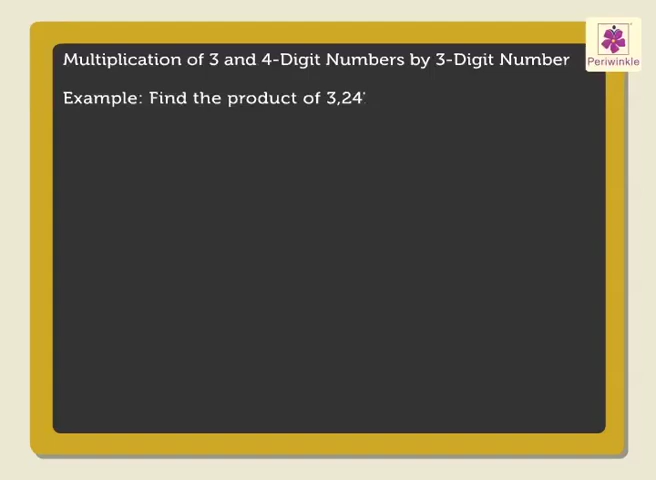 Multiplication of 3 and 4-Digit Numbers by 3-Digit Number
Periwinkle
Example: Find the product of 3,24